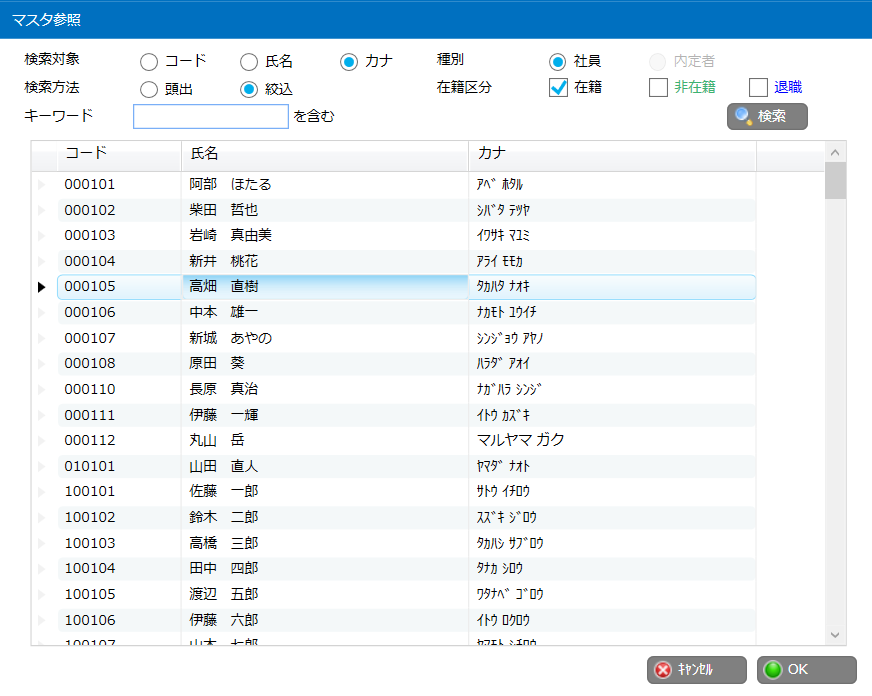 マスタ参照
検索対象 コード 氏名 カナ 種別 社員 内定者
検索方法 頭出 絞込 在籍区分 在籍 非在籍 退職
キーワード を含む 検索
コード 氏名 カナ
000101 阿部　ほたる ｱﾍﾞ ﾎﾀﾙ
000102 柴田　哲也 ｼﾊﾞﾀ ﾃﾂﾔ
000103 岩崎　真由美 ｲﾜｻｷ ﾏﾕﾐ
000104 新井　桃花 ｱﾗｲ ﾓﾓｶ
000105 高畑　直樹 ﾀｶﾊﾀ ﾅｵｷ
000106 中本　雄一 ﾅｶﾓﾄ ﾕｳｲﾁ
000107 新城　あやの ｼﾝｼﾞｮｳ ｱﾔﾉ
000108 原田　葵 ﾊﾗﾀﾞ ｱｵｲ
000110 長原　真治 ﾅｶﾞﾊﾗ ｼﾝｼﾞ
000111 伊藤　一輝 ｲﾄｳ ｶｽﾞｷ
000112 丸山　岳 マルヤマ ガク
010101 山田　直人 ﾔﾏﾀﾞ ﾅｵﾄ
100101 佐藤　一郎 ｻﾄｳ ｲﾁﾛｳ
100102 鈴木　二郎 ｽｽﾞｷ ｼﾞﾛｳ
100103 高橋　三郎 ﾀｶﾊｼ ｻﾌﾞﾛｳ
100104 田中　四郎 ﾀﾅｶ ｼﾛｳ
100105 渡辺　五郎 ﾜﾀﾅﾍﾞ ｺﾞﾛｳ
100106 伊藤　六郎 ｲﾄｳ ﾛｸﾛｳ
100107 山本　七郎 ﾔﾏﾓﾄ ｼﾁﾛｳ
ｷｬﾝｾﾙ OK